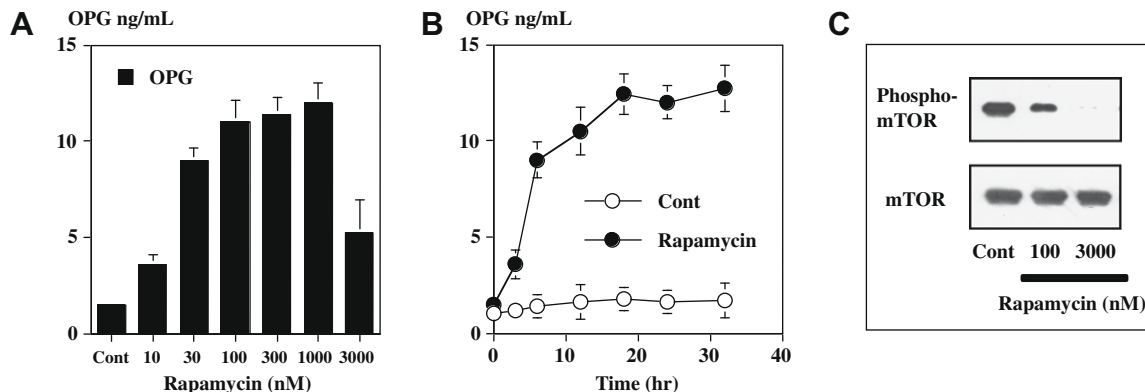 A
OPG ng/mL
15
10
5
0
OPG
Cont 10 30 100 300 1000 3000
Rapamycin (nM)
B
OPG ng/mL
15
10
5
0
Cont
Rapamycin
0 10 20 30 40
Time (hr)
C
Phospho-
mTOR
mTOR
Cont 100 3000
Rapamycin (nM)